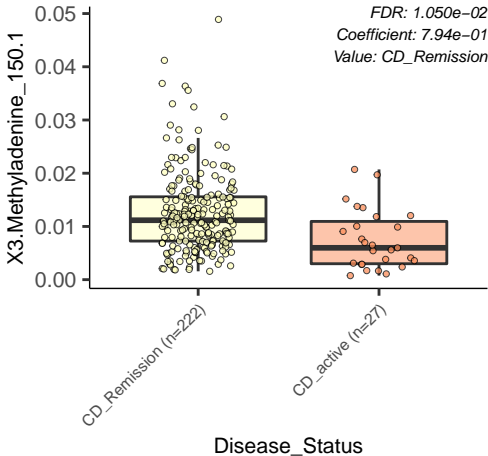 FDR: 1.050e−02
Coefficient: 7.94e−01
Value: CD_Remission
X3.Methyladenine_150.1
0.05
0.04
0.03
0.02
0.01
0.00
CD_Remission (n=222)
CD_active (n=27)
Disease_Status